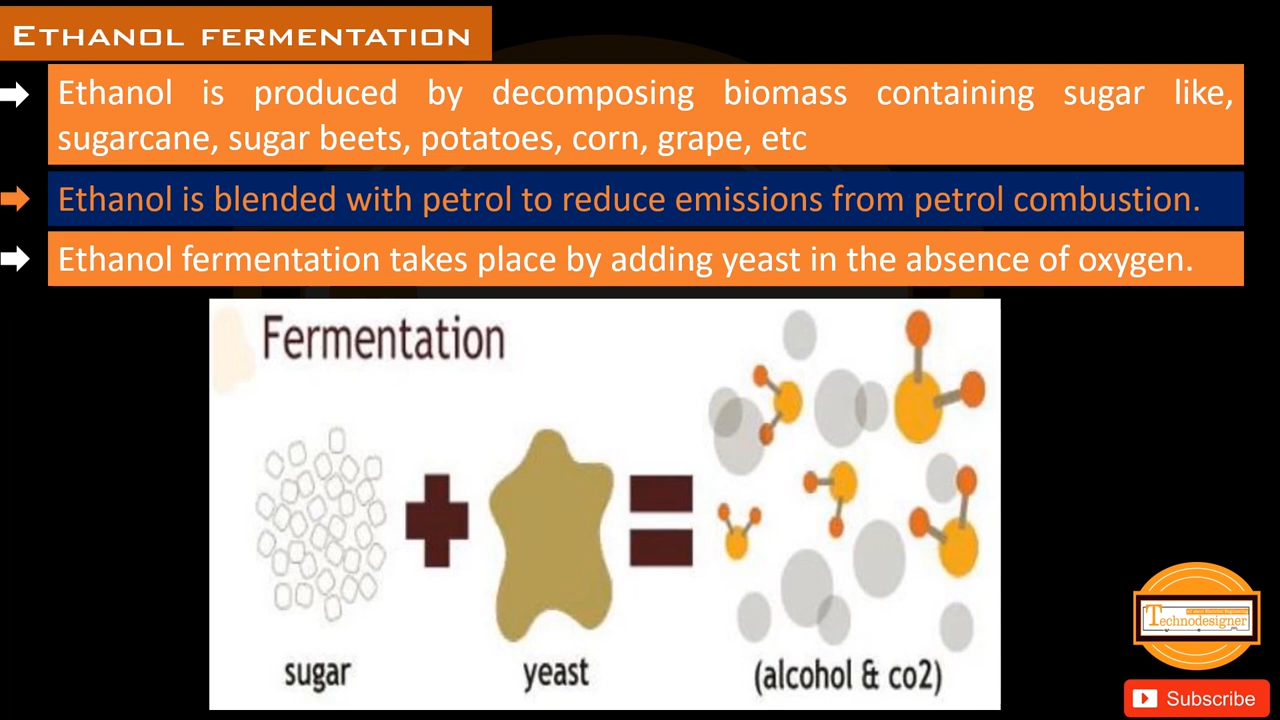 ETHANOL FERMENTATION
Ethanol is produced by decomposing biomass containing sugar like,
sugarcane, sugar beets, potatoes, corn, grape, etc
Ethanol is blended with petrol to reduce emissions from petrol combustion.
Ethanol fermentation takes place by adding yeast in the absence of oxygen.
Fermentation
sugar
yeast
(alcohol & co2)
Technodesigner
Subscribe